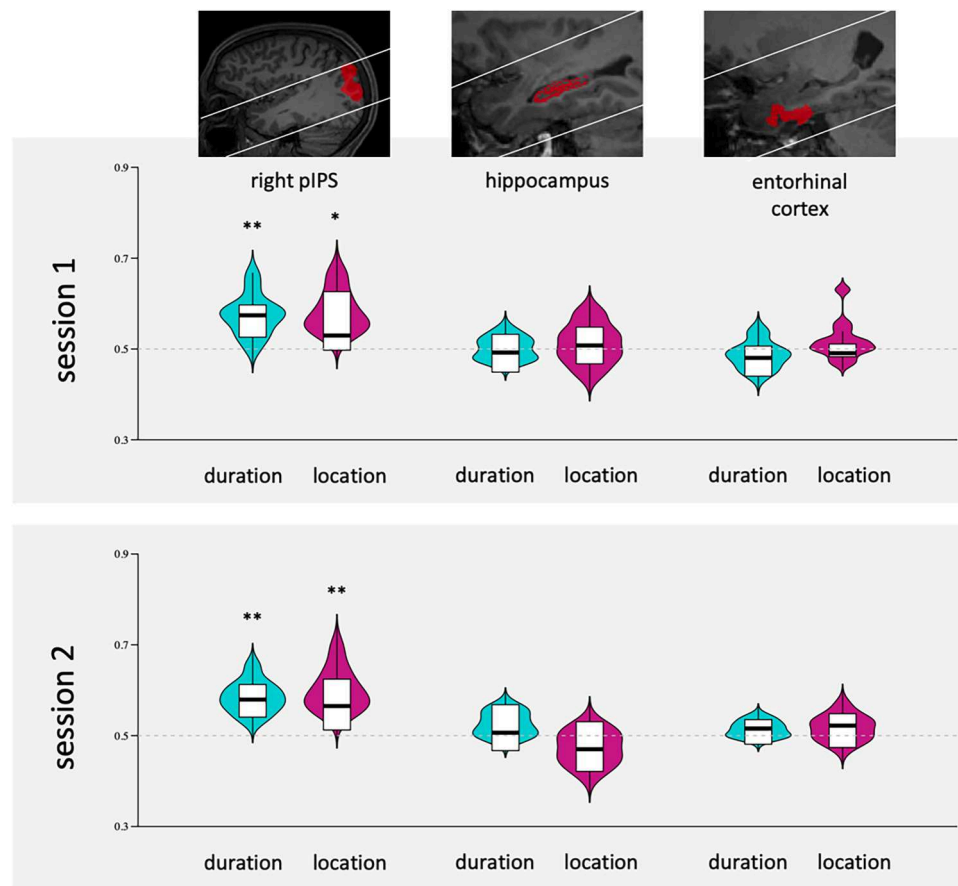 right pIPS
hippocampus
entorhinal
cortex
session 1
0.9
0.7
0.5
0.3
**
*
duration
location
duration
location
duration
location
session 2
0.9
0.7
0.5
0.3
**
**
duration
location
duration
location
duration
location